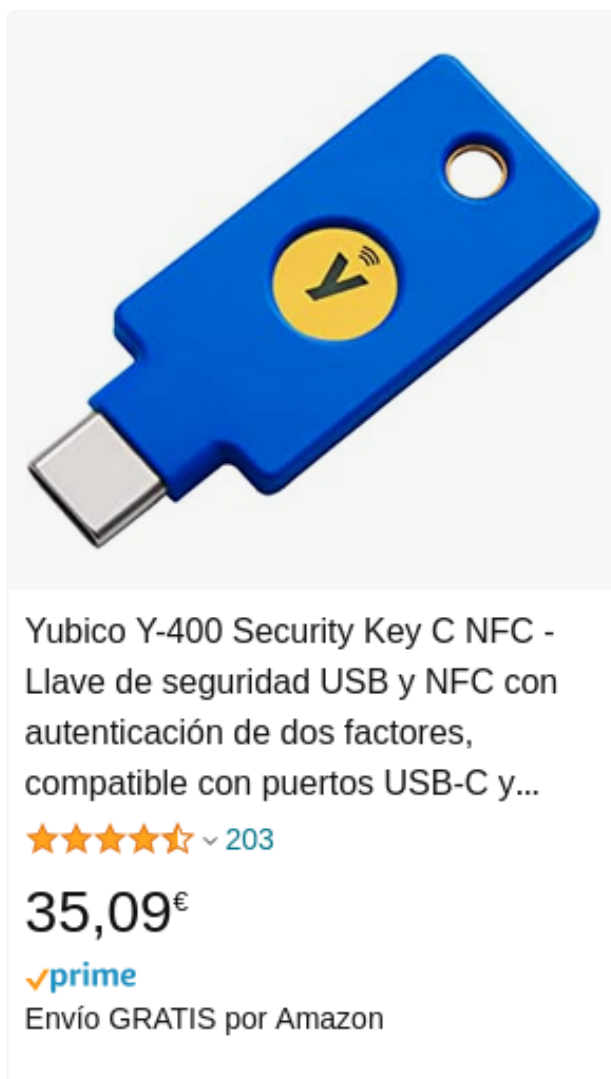 Y
Yubico Y-400 Security Key C NFC -
Llave de seguridad USB y NFC con
autenticación de dos factores,
compatible con puertos USB-C y...
203
35,09€
prime
Envío GRATIS por Amazon